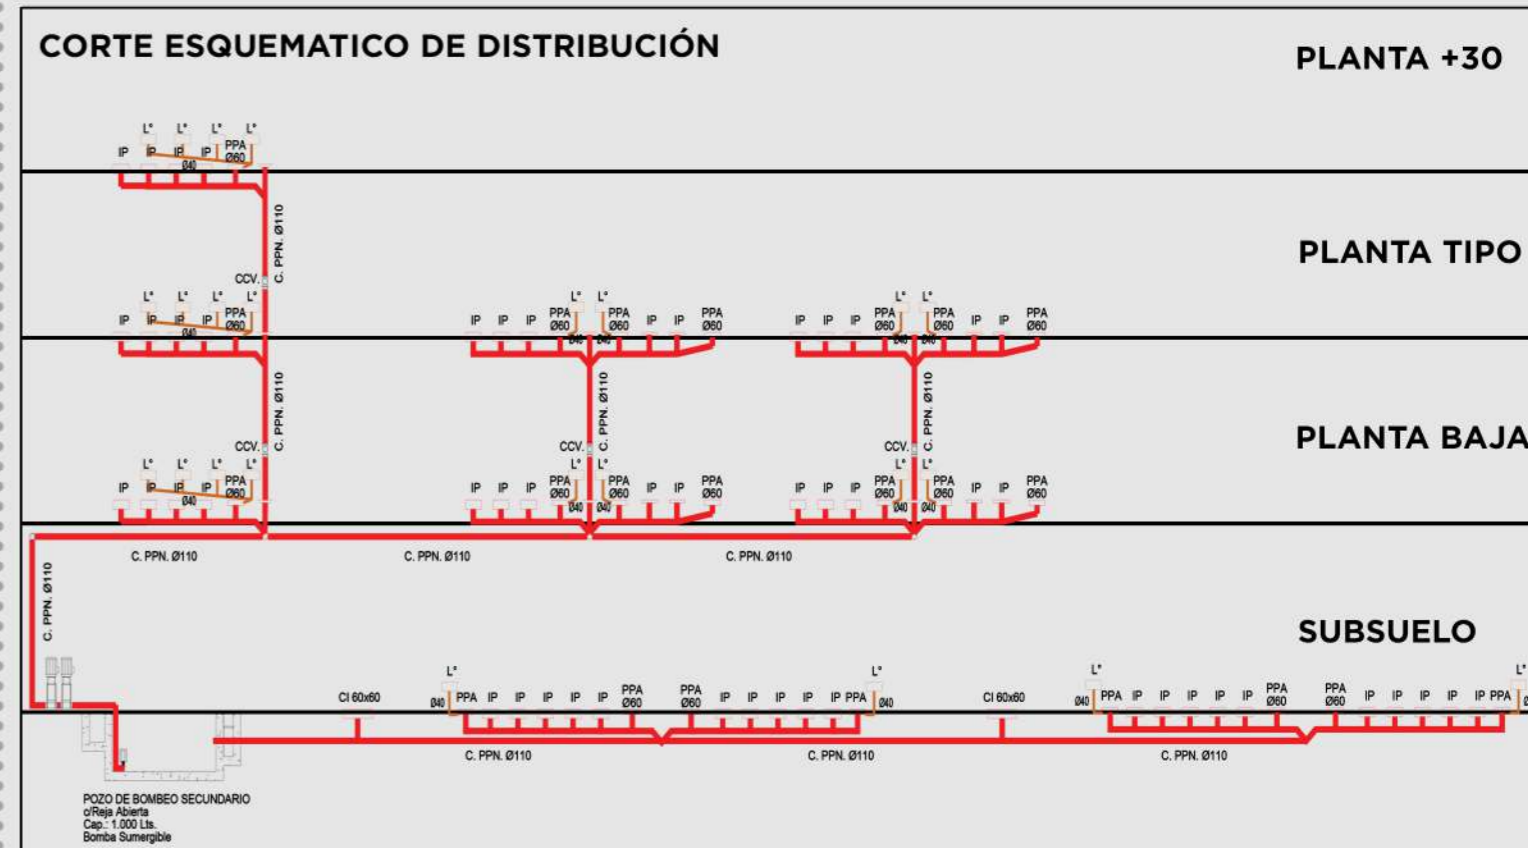 CORTE ESQUEMATICO DE DISTRIBUCIÓN
PLANTA +30
L° L° L° L°
IP IP IP IP PPA
Ø40 Ø60
C. PPN. Ø110
PLANTA TIPO
CCV.
L° L° L° L° L° L° L° L°
IP IP IP IP PPA IP IP IP PPA PPA IP IP PPA IP IP IP PPA PPA IP IP PPA
Ø40 Ø60 Ø60 Ø60 Ø60 Ø60 Ø60 Ø60
Ø40 Ø40 Ø40 Ø40
C. PPN. Ø110 C. PPN. Ø110 C. PPN. Ø110
PLANTA BAJA
CCV. CCV. CCV.
L° L° L° L° L° L° L° L°
IP IP IP IP PPA IP IP IP PPA PPA IP IP PPA IP IP IP PPA PPA IP IP PPA
Ø40 Ø60 Ø60 Ø60 Ø60 Ø60 Ø60 Ø60
Ø40 Ø40 Ø40 Ø40
C. PPN. Ø110 C. PPN. Ø110 C. PPN. Ø110
C. PPN. Ø110
SUBSUELO
L° L° L° L°
CI 60x60 Ø40 PPA IP IP IP IP IP PPA PPA IP IP IP IP IP PPA Ø40 CI 60x60 Ø40 PPA IP IP IP IP IP PPA PPA IP IP IP IP IP PPA
Ø60 Ø60 Ø60 Ø60
C. PPN. Ø110 C. PPN. Ø110 C. PPN. Ø110
POZO DE BOMBEO SECUNDARIO
c/Reja Abierta
Cap.: 1.000 Lts.
Bomba Sumergible